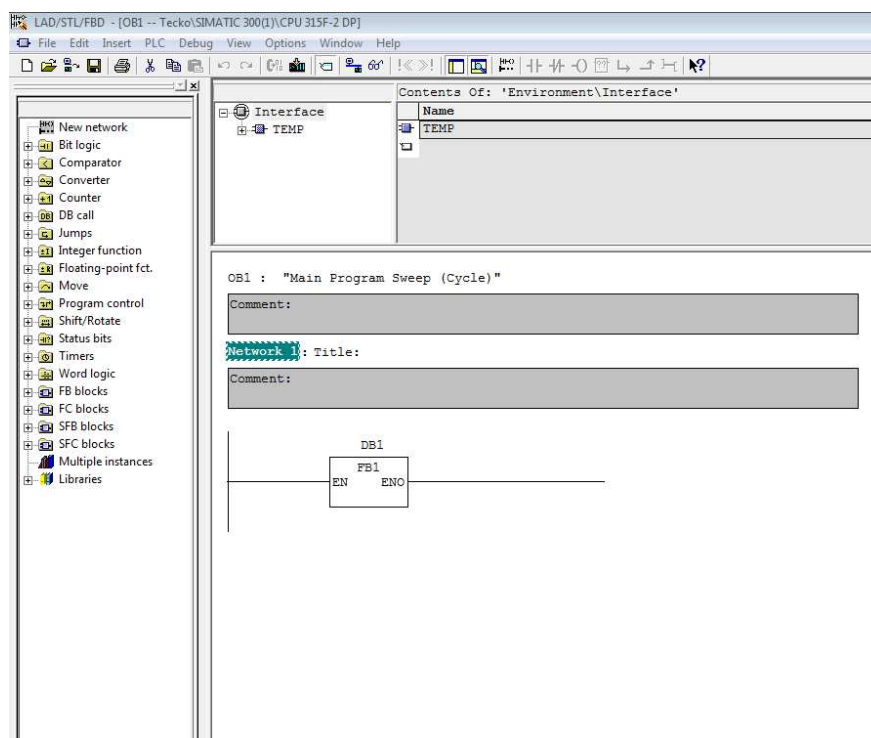 LAD/STL/FBD - [OB1 -- Tecko\SIMATIC 300(1)\CPU 315F-2 DP]
File Edit Insert PLC Debug View Options Window Help
New network
Bit logic
Comparator
Converter
Counter
DB call
Jumps
Integer function
Floating-point fct.
Move
Program control
Shift/Rotate
Status bits
Timers
Word logic
FB blocks
FC blocks
SFB blocks
SFC blocks
Multiple instances
Libraries
Interface
TEMP
Contents Of: 'Environment\Interface'
Name
TEMP
OB1 : "Main Program Sweep (Cycle)"
Comment:
Network 1: Title:
Comment:
DB1
FB1
EN ENO